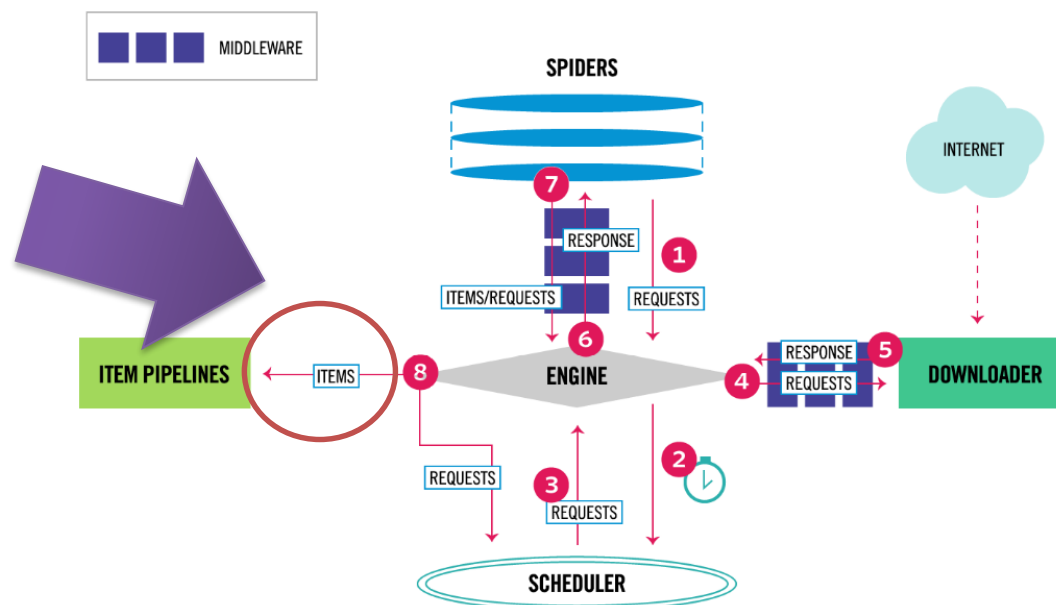 MIDDLEWARE
SPIDERS
INTERNET
7
RESPONSE
1
ITEMS/REQUESTS
REQUESTS
6
5
RESPONSE
ITEM PIPELINES
ITEMS
8
ENGINE
4
REQUESTS
DOWNLOADER
2
REQUESTS
3
REQUESTS
SCHEDULER